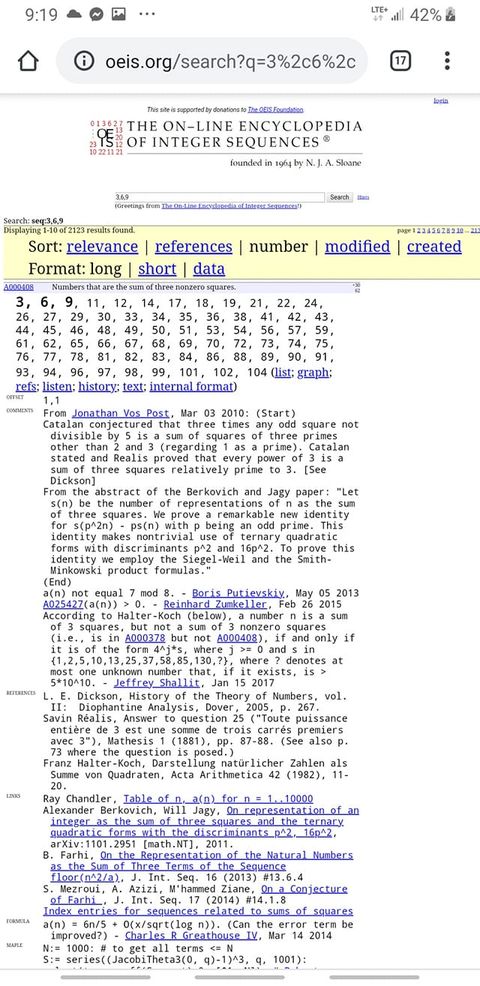 9:19
LTE+
42%
oeis.org/search?q=3%2c6%2c
17
login
This site is supported by donations to The OEIS Foundation.
0 1 3 6 2 7
OE 13
IS 20
23 12
10 22 11 21
THE ON-LINE ENCYCLOPEDIA
OF INTEGER SEQUENCES ®
founded in 1964 by N. J. A. Sloane
3,6,9
Search
Hints
(Greetings from The On-Line Encyclopedia of Integer Sequences!)
Search: seq:3,6,9
Displaying 1-10 of 2123 results found.
page 1 2 3 4 5 6 7 8 9 10 ... 213
Sort: relevance | references | number | modified | created
Format: long | short | data
A000408
Numbers that are the sum of three nonzero squares.
+30
62
3, 6, 9, 11, 12, 14, 17, 18, 19, 21, 22, 24,
26, 27, 29, 30, 33, 34, 35, 36, 38, 41, 42, 43,
44, 45, 46, 48, 49, 50, 51, 53, 54, 56, 57, 59,
61, 62, 65, 66, 67, 68, 69, 70, 72, 73, 74, 75,
76, 77, 78, 81, 82, 83, 84, 86, 88, 89, 90, 91,
93, 94, 96, 97, 98, 99, 101, 102, 104 (list; graph;
refs; listen; history; text; internal format)
OFFSET
1,1
COMMENTS
From Jonathan Vos Post, Mar 03 2010: (Start)
Catalan conjectured that three times any odd square not
divisible by 5 is a sum of squares of three primes
other than 2 and 3 (regarding 1 as a prime). Catalan
stated and Realis proved that every power of 3 is a
sum of three squares relatively prime to 3. [See
Dickson]
From the abstract of the Berkovich and Jagy paper: "Let
s(n) be the number of representations of n as the sum
of three squares. We prove a remarkable new identity
for s(p^2n) - ps(n) with p being an odd prime. This
identity makes nontrivial use of ternary quadratic
forms with discriminants p^2 and 16p^2. To prove this
identity we employ the Siegel-Weil and the Smith-
Minkowski product formulas."
(End)
a(n) not equal 7 mod 8. - Boris Putievskiy, May 05 2013
A025427(a(n)) > 0. - Reinhard Zumkeller, Feb 26 2015
According to Halter-Koch (below), a number n is a sum
of 3 squares, but not a sum of 3 nonzero squares
(i.e., is in A000378 but not A000408), if and only if
it is of the form 4^j*s, where j >= 0 and s in
{1,2,5,10,13,25,37,58,85,130,?}, where ? denotes at
most one unknown number that, if it exists, is >
5*10^10. - Jeffrey Shallit, Jan 15 2017
REFERENCES
L. E. Dickson, History of the Theory of Numbers, vol.
II: Diophantine Analysis, Dover, 2005, p. 267.
Savin Réalis, Answer to question 25 ("Toute puissance
entière de 3 est une somme de trois carrés premiers
avec 3"), Mathesis 1 (1881), pp. 87-88. (See also p.
73 where the question is posed.)
Franz Halter-Koch, Darstellung natürlicher Zahlen als
Summe von Quadraten, Acta Arithmetica 42 (1982), 11-
20.
LINKS
Ray Chandler, Table of n, a(n) for n = 1..10000
Alexander Berkovich, Will Jagy, On representation of an
integer as the sum of three squares and the ternary
quadratic forms with the discriminants p^2, 16p^2,
arXiv:1101.2951 [math.NT], 2011.
B. Farhi, On the Representation of the Natural Numbers
as the Sum of Three Terms of the Sequence
floor(n^2/a), J. Int. Seq. 16 (2013) #13.6.4
S. Mezroui, A. Azizi, M'hammed Ziane, On a Conjecture
of Farhi , J. Int. Seq. 17 (2014) #14.1.8
Index entries for sequences related to sums of squares
FORMULA
a(n) = 6n/5 + O(x/sqrt(log n)). (Can the error term be
improved?) - Charles R Greathouse IV, Mar 14 2014
MAPLE
N:= 1000: # to get all terms <= N
S:= series((JacobiTheta3(0, q)-1)^3, q, 1001):